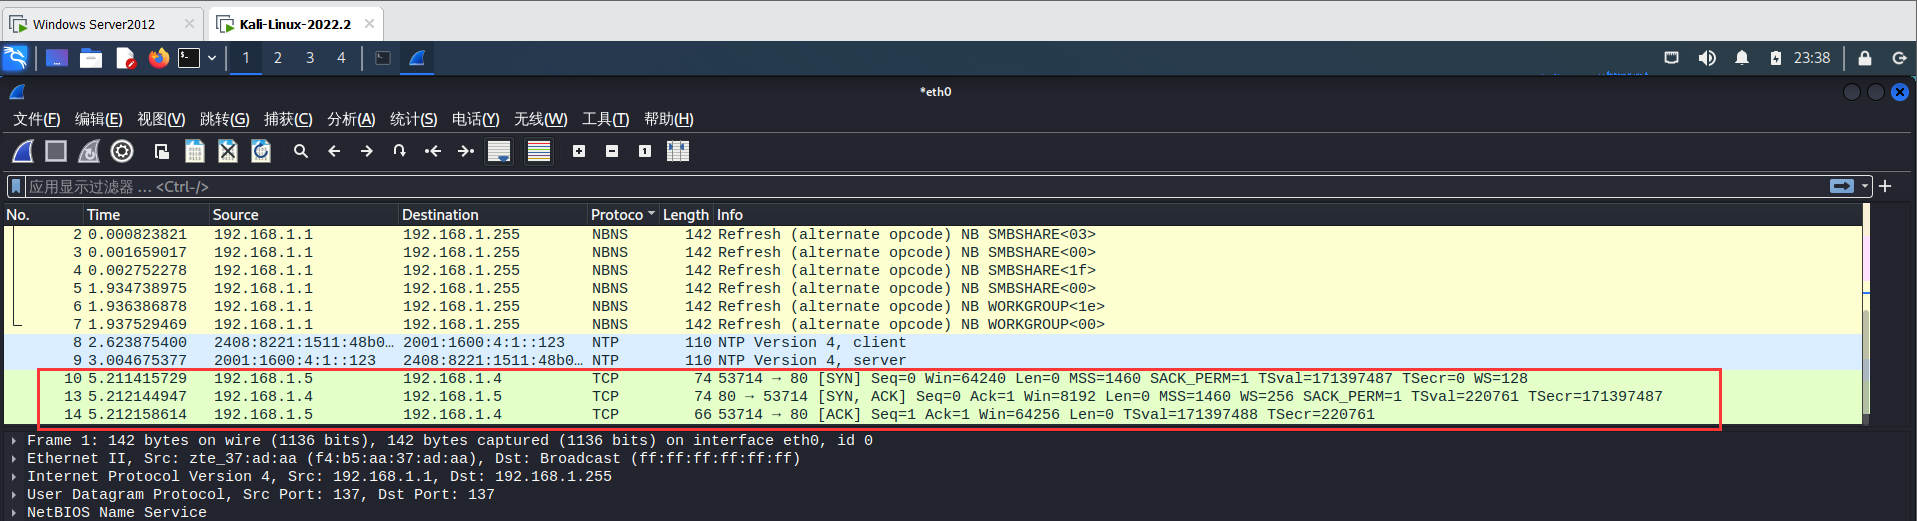 Windows Server2012 Kali-Linux-2022.2
1 2 3 4 23:38
*eth0
文件(F) 编辑(E) 视图(V) 跳转(G) 捕获(C) 分析(A) 统计(S) 电话(Y) 无线(W) 工具(T) 帮助(H)
应用显示过滤器 … <Ctrl-/>
No. Time Source Destination Protoco Length Info
2 0.000823821 192.168.1.1 192.168.1.255 NBNS 142 Refresh (alternate opcode) NB SMBSHARE<03>
3 0.001659017 192.168.1.1 192.168.1.255 NBNS 142 Refresh (alternate opcode) NB SMBSHARE<00>
4 0.002752278 192.168.1.1 192.168.1.255 NBNS 142 Refresh (alternate opcode) NB SMBSHARE<1f>
5 1.934738975 192.168.1.1 192.168.1.255 NBNS 142 Refresh (alternate opcode) NB SMBSHARE<00>
6 1.936386878 192.168.1.1 192.168.1.255 NBNS 142 Refresh (alternate opcode) NB WORKGROUP<1e>
7 1.937529469 192.168.1.1 192.168.1.255 NBNS 142 Refresh (alternate opcode) NB WORKGROUP<00>
8 2.623875400 2408:8221:1511:48b0… 2001:1600:4:1::123 NTP 110 NTP Version 4, client
9 3.004675377 2001:1600:4:1::123 2408:8221:1511:48b0… NTP 110 NTP Version 4, server
10 5.211415729 192.168.1.5 192.168.1.4 TCP 74 53714 → 80 [SYN] Seq=0 Win=64240 Len=0 MSS=1460 SACK_PERM=1 TSval=171397487 TSecr=0 WS=128
13 5.212144947 192.168.1.4 192.168.1.5 TCP 74 80 → 53714 [SYN, ACK] Seq=0 Ack=1 Win=8192 Len=0 MSS=1460 WS=256 SACK_PERM=1 TSval=220761 TSecr=171397487
14 5.212158614 192.168.1.5 192.168.1.4 TCP 66 53714 → 80 [ACK] Seq=1 Ack=1 Win=64256 Len=0 TSval=171397488 TSecr=220761
Frame 1: 142 bytes on wire (1136 bits), 142 bytes captured (1136 bits) on interface eth0, id 0
Ethernet II, Src: zte_37:ad:aa (f4:b5:aa:37:ad:aa), Dst: Broadcast (ff:ff:ff:ff:ff:ff)
Internet Protocol Version 4, Src: 192.168.1.1, Dst: 192.168.1.255
User Datagram Protocol, Src Port: 137, Dst Port: 137
NetBIOS Name Service